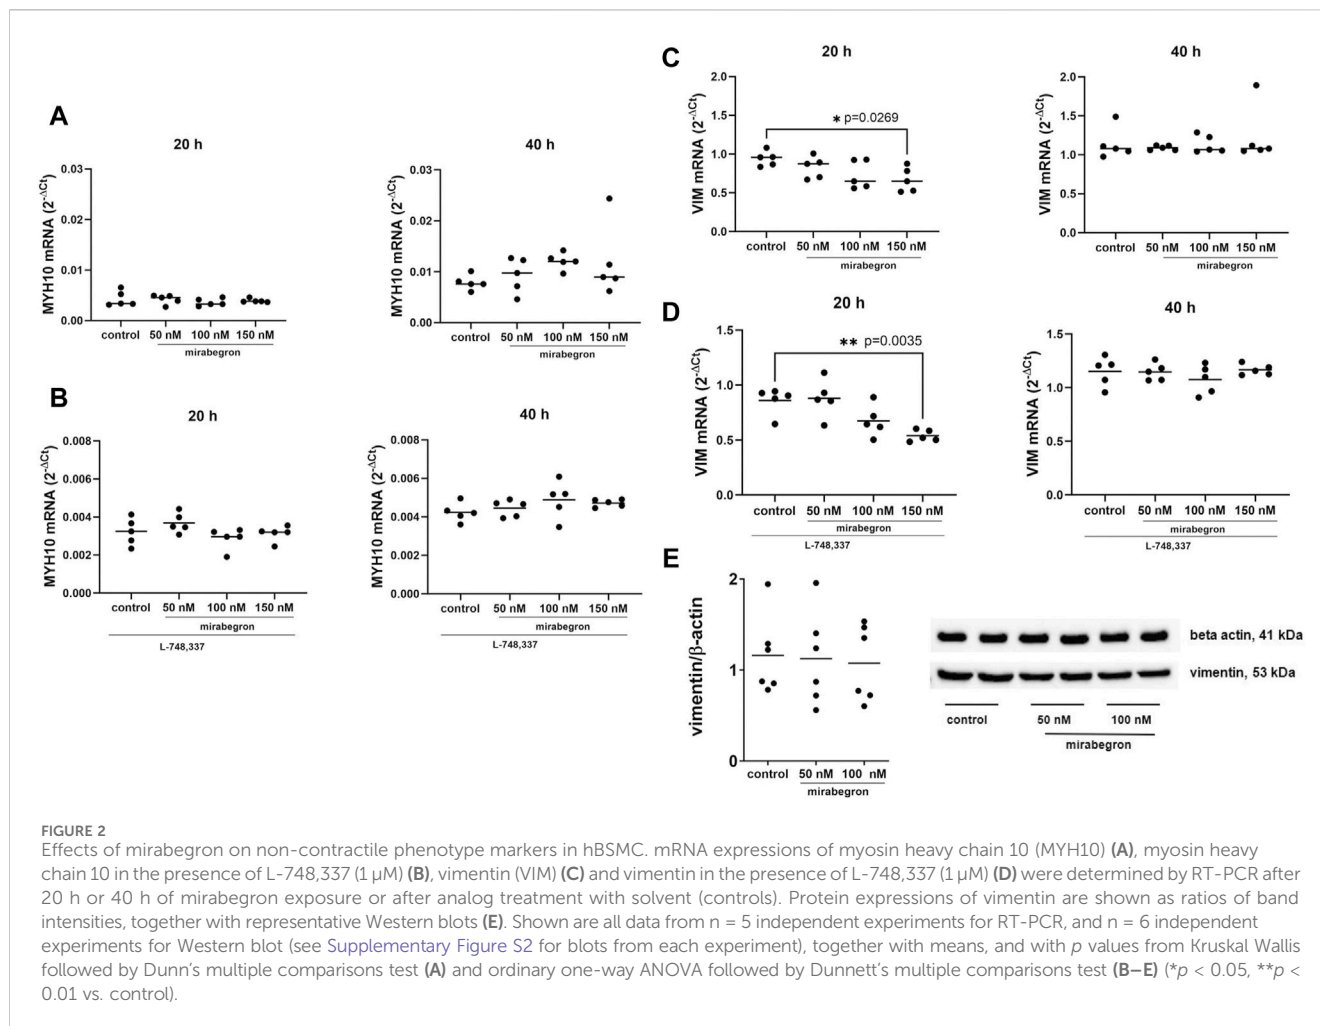 A
20 h
MYH10 mRNA (2-ΔCt)
0.03
0.02
0.01
0.00
control
50 nM
100 nM
150 nM
mirabegron
40 h
MYH10 mRNA (2-ΔCt)
0.03
0.02
0.01
0.00
control
50 nM
100 nM
150 nM
mirabegron
B
20 h
MYH10 mRNA (2-ΔCt)
0.008
0.006
0.004
0.002
0.000
control
50 nM
100 nM
150 nM
mirabegron
L-748,337
40 h
MYH10 mRNA (2-ΔCt)
0.008
0.006
0.004
0.002
0.000
control
50 nM
100 nM
150 nM
mirabegron
L-748,337
C
20 h
VIM mRNA (2-ΔCt)
2.0
1.5
1.0
0.5
0.0
* p=0.0269
control
50 nM
100 nM
150 nM
mirabegron
40 h
VIM mRNA (2-ΔCt)
2.0
1.5
1.0
0.5
0.0
control
50 nM
100 nM
150 nM
mirabegron
D
20 h
VIM mRNA (2-ΔCt)
1.5
1.0
0.5
0.0
** p=0.0035
control
50 nM
100 nM
150 nM
mirabegron
L-748,337
40 h
VIM mRNA (2-ΔCt)
1.5
1.0
0.5
0.0
control
50 nM
100 nM
150 nM
mirabegron
L-748,337
E
vimentin/β-actin
2
1
0
control
50 nM
100 nM
mirabegron
beta actin, 41 kDa
vimentin, 53 kDa
control
50 nM
100 nM
mirabegron
FIGURE 2
Effects of mirabegron on non-contractile phenotype markers in hBSMC. mRNA expressions of myosin heavy chain 10 (MYH10) (A), myosin heavy
chain 10 in the presence of L-748,337 (1 µM) (B), vimentin (VIM) (C) and vimentin in the presence of L-748,337 (1 µM) (D) were determined by RT-PCR after
20 h or 40 h of mirabegron exposure or after analog treatment with solvent (controls). Protein expressions of vimentin are shown as ratios of band
intensities, together with representative Western blots (E). Shown are all data from n = 5 independent experiments for RT-PCR, and n = 6 independent
experiments for Western blot (see Supplementary Figure S2 for blots from each experiment), together with means, and with p values from Kruskal Wallis
followed by Dunn's multiple comparisons test (A) and ordinary one-way ANOVA followed by Dunnett's multiple comparisons test (B–E) (*p < 0.05, **p <
0.01 vs. control).